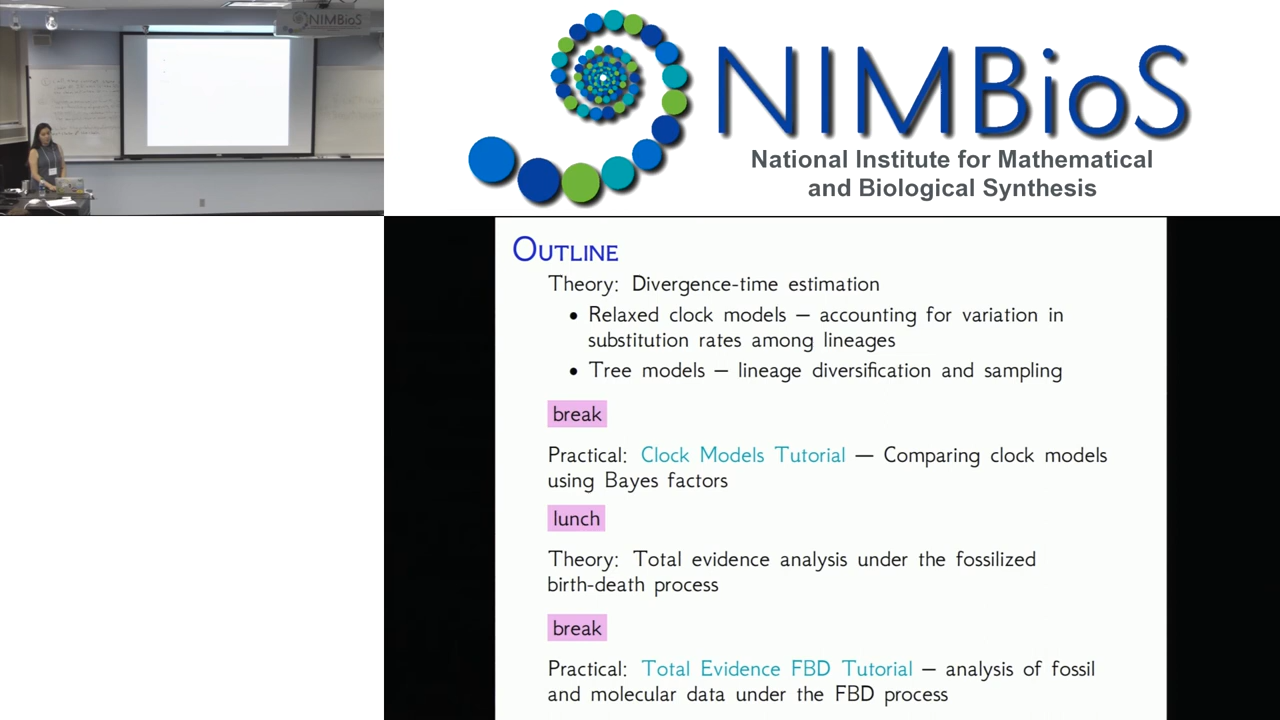 NIMBioS
NIMBioS
National Institute for Mathematical
and Biological Synthesis
OUTLINE
Theory: Divergence-time estimation
• Relaxed clock models – accounting for variation in
substitution rates among lineages
• Tree models – lineage diversification and sampling
break
Practical: Clock Models Tutorial — Comparing clock models
using Bayes factors
lunch
Theory: Total evidence analysis under the fossilized
birth-death process
break
Practical: Total Evidence FBD Tutorial – analysis of fossil
and molecular data under the FBD process